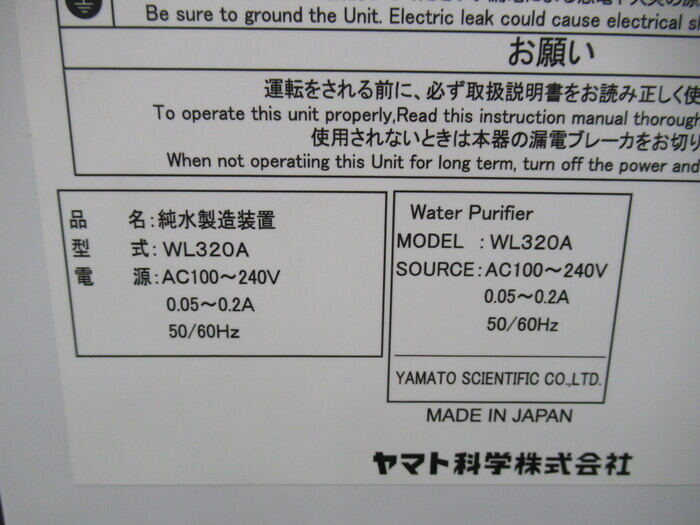 Be sure to ground the Unit. Electric leak could cause electrical
お願い
運転をされる前に、必ず取扱説明書をお読み正しく使
To operate this unit properly,Read this instruction manual thorough
使用されないときは本器の漏電ブレーカをお切り
When not operatiing this Unit for long term, turn off the power and
品 名:純水製造装置
型 式:WL320A
電 源:AC100～240V
0.05～0.2A
50/60Hz
Water Purifier
MODEL :WL320A
SOURCE:AC100～240V
0.05～0.2A
50/60Hz
YAMATO SCIENTIFIC CO.,LTD.
MADE IN JAPAN
ヤマト科学株式会社